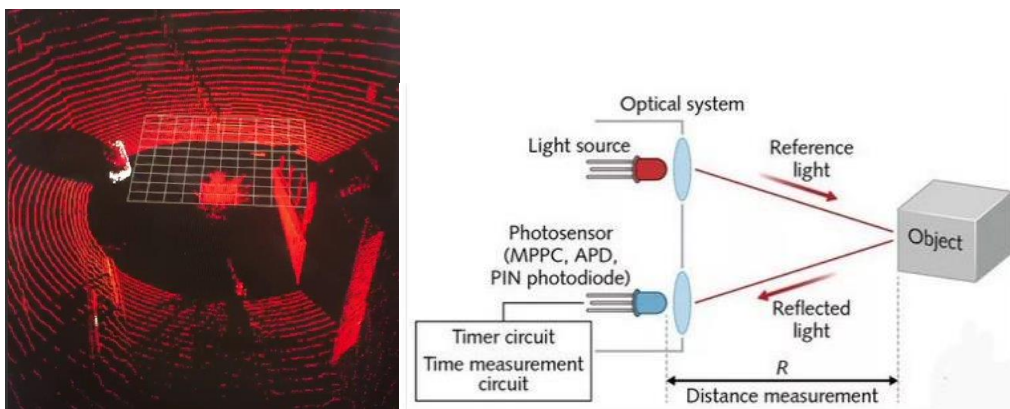 Optical system
Light source
Reference
light
Object
Photosensor
(MPPC, APD,
PIN photodiode)
Reflected
light
Timer circuit
Time measurement
circuit
R
Distance measurement